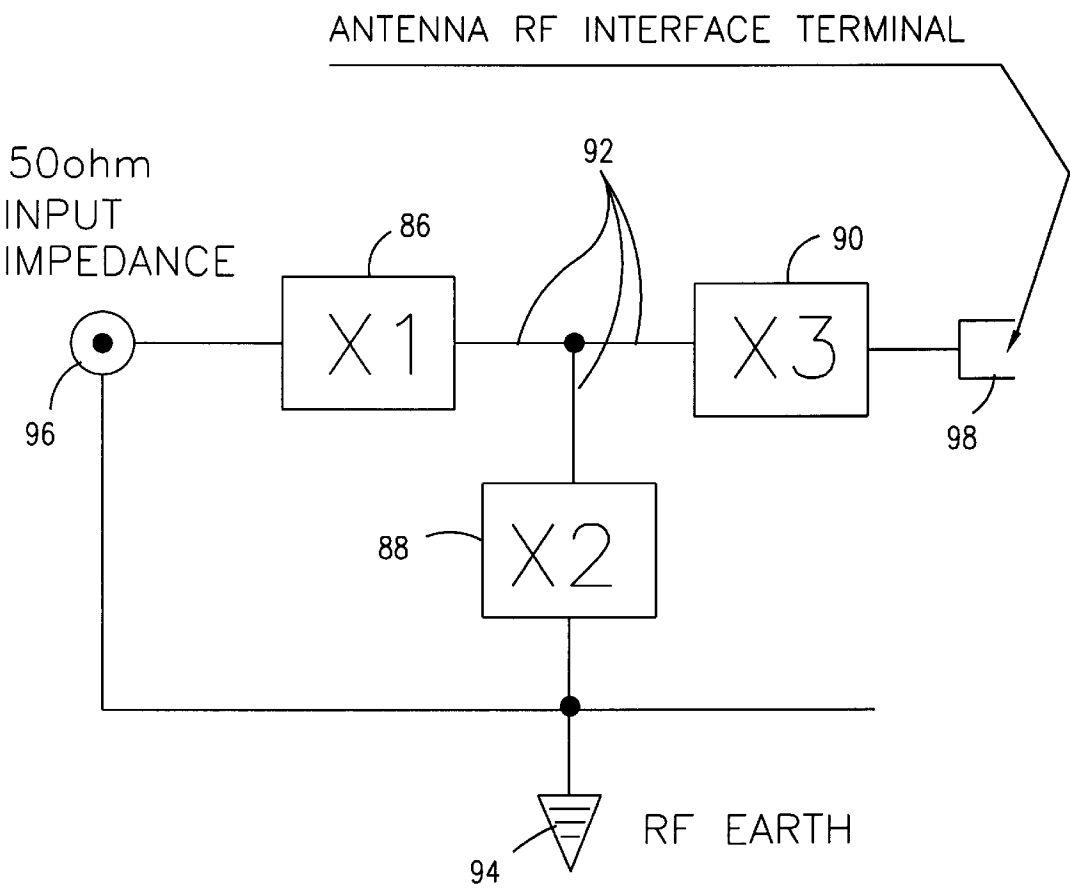 ANTENNA RF INTERFACE TERMINAL
50ohm
INPUT
IMPEDANCE
92
86
90
X1
X3
96
98
88
X2
94
RF EARTH